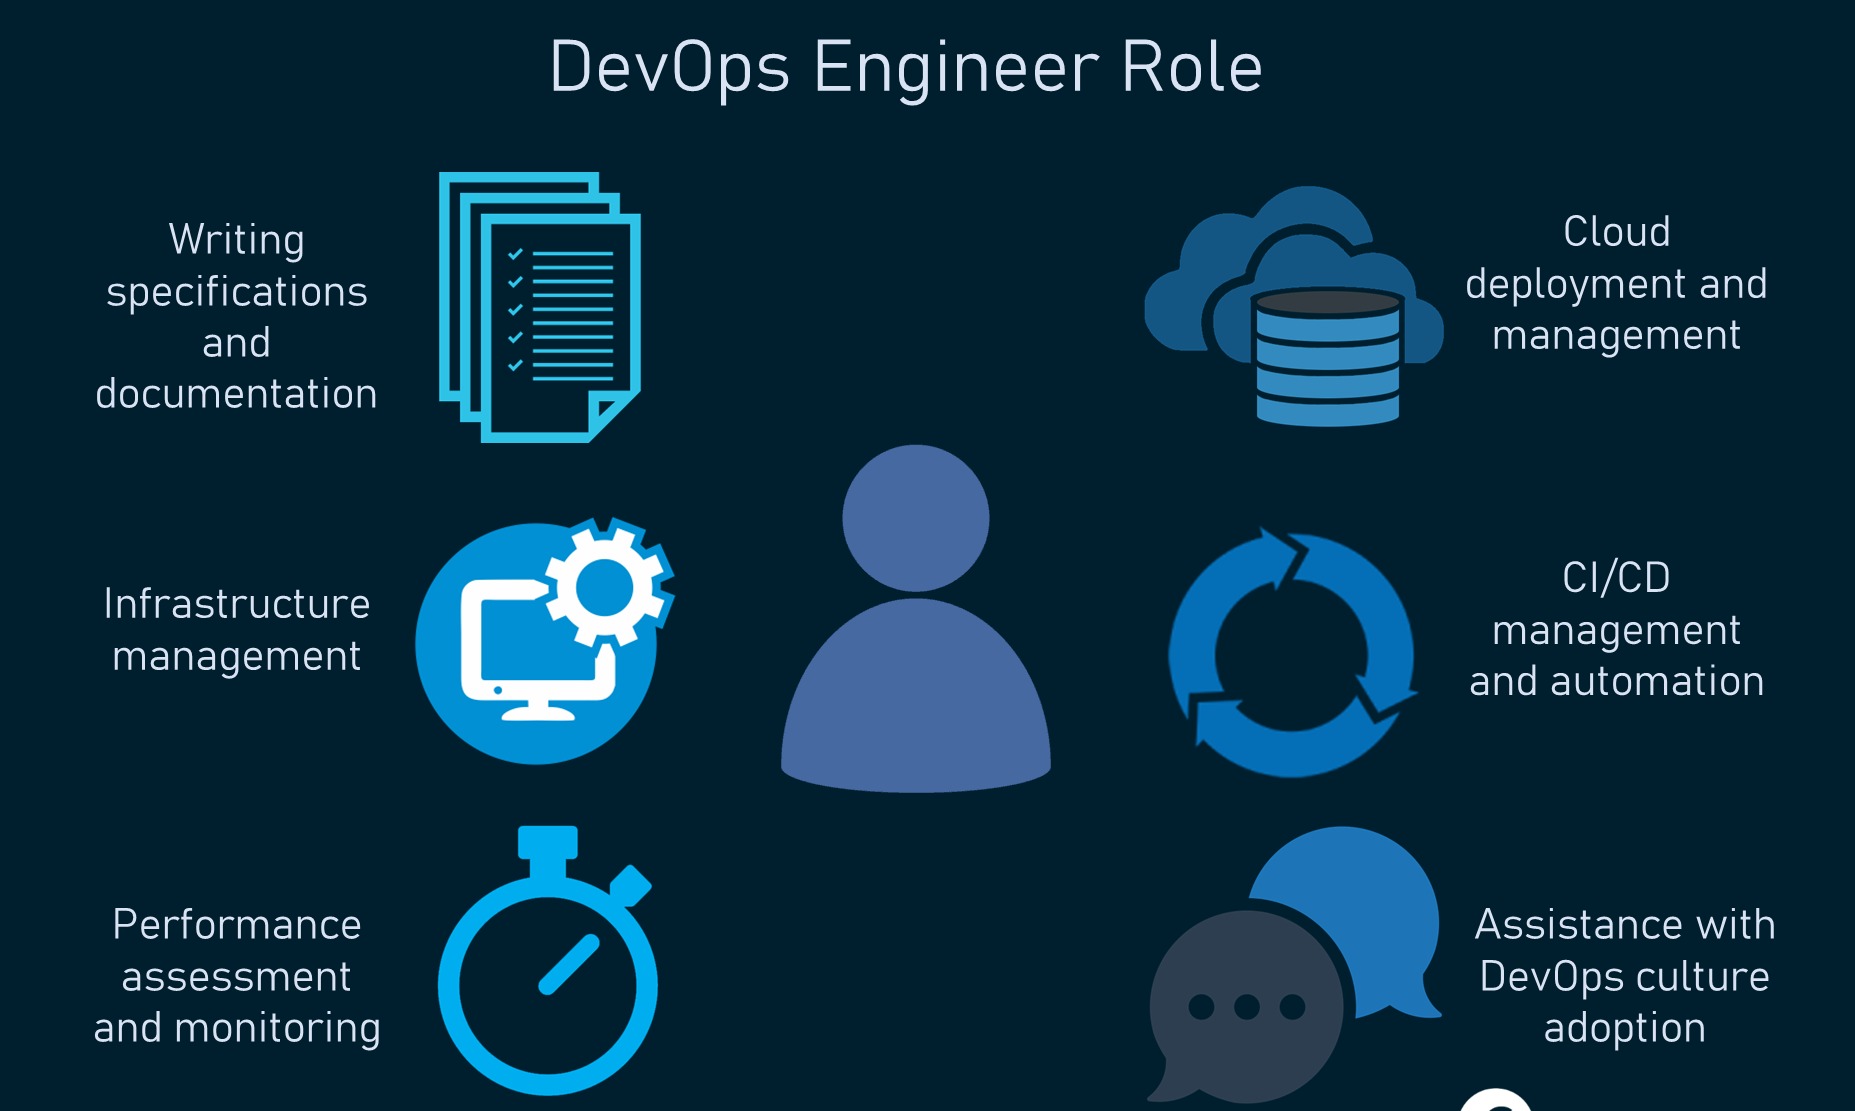 DevOps Engineer Role
Writing
specifications
and
documentation
Cloud
deployment and
management
Infrastructure
management
CI/CD
management
and automation
Performance
assessment
and monitoring
Assistance with
DevOps culture
adoption